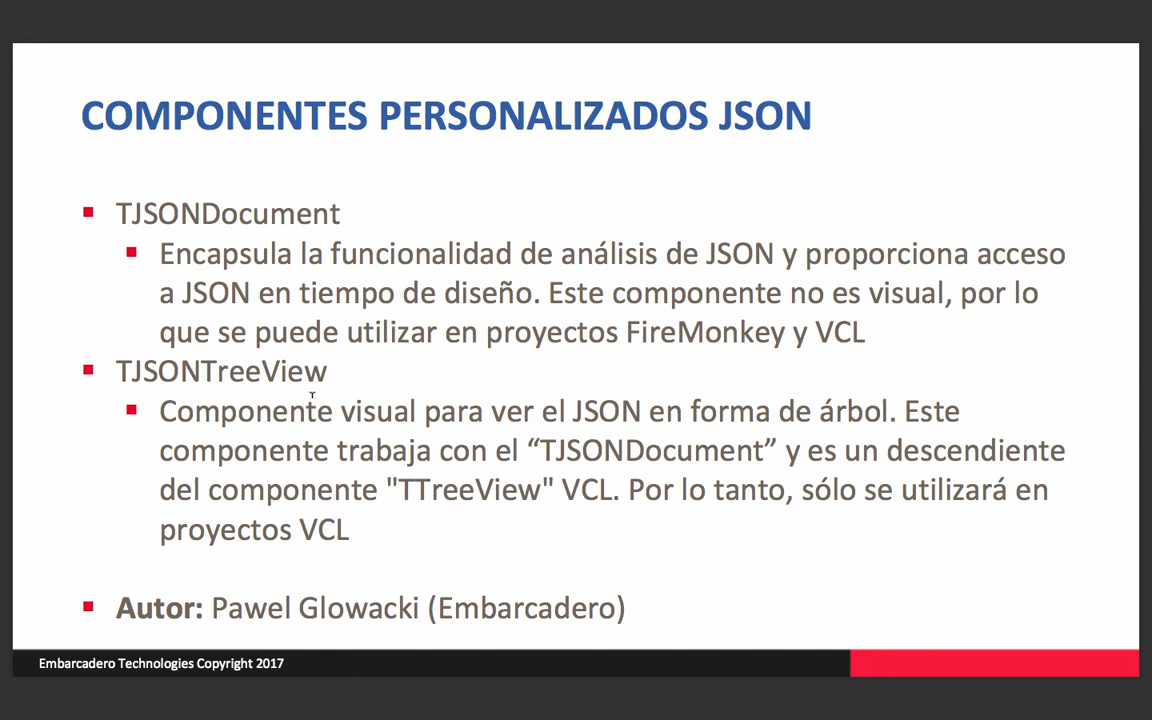 COMPONENTES PERSONALIZADOS JSON
TJSONDocument
Encapsula la funcionalidad de análisis de JSON y proporciona acceso
a JSON en tiempo de diseño. Este componente no es visual, por lo
que se puede utilizar en proyectos FireMonkey y VCL
TJSONTreeView
Componente visual para ver el JSON en forma de árbol. Este
componente trabaja con el “TJSONDocument” y es un descendiente
del componente "TTreeView" VCL. Por lo tanto, sólo se utilizará en
proyectos VCL
Autor: Pawel Glowacki (Embarcadero)
Embarcadero Technologies Copyright 2017